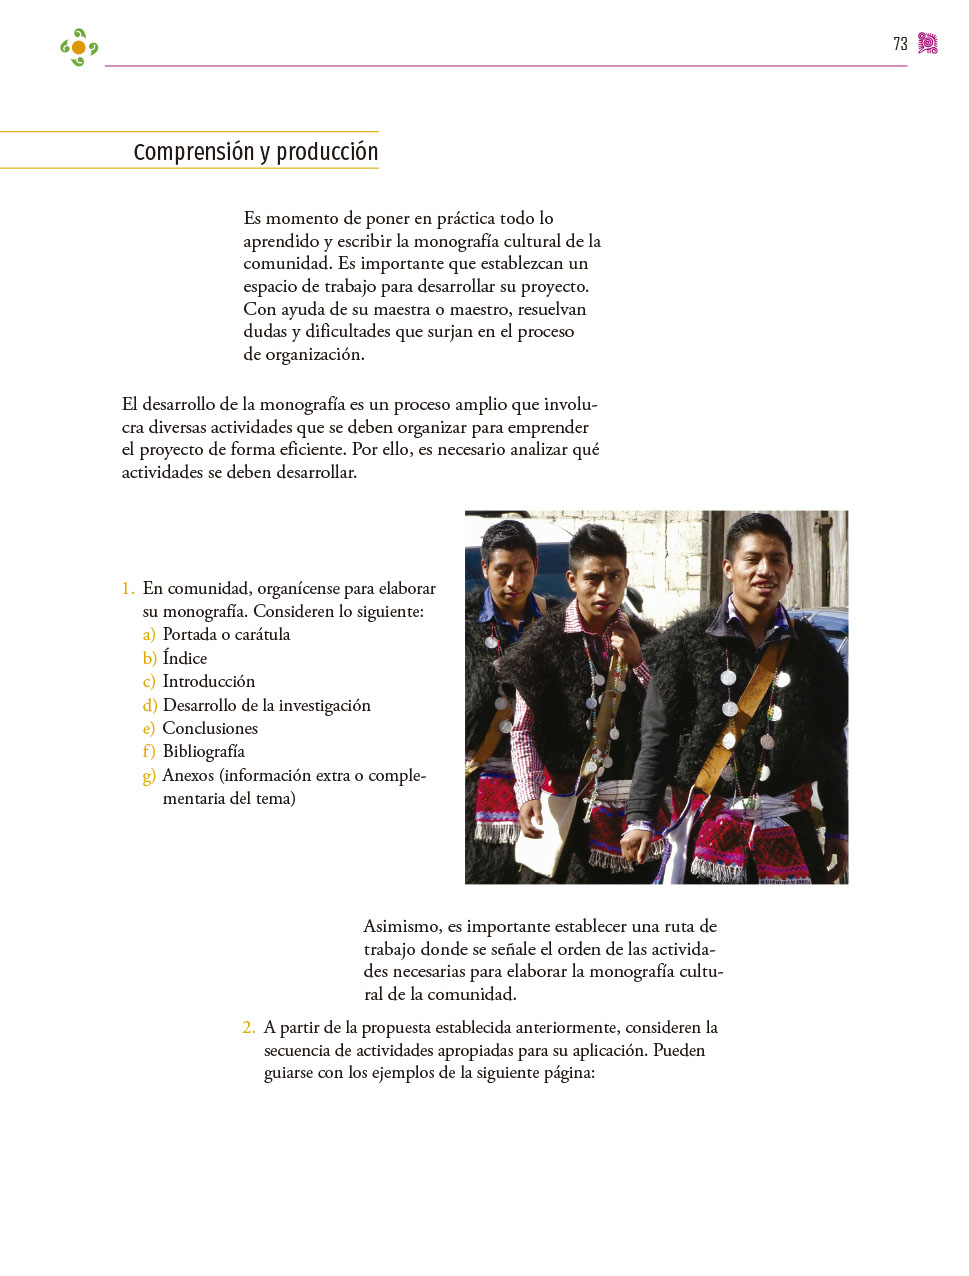 73
Comprensión y producción
Es momento de poner en práctica todo lo
aprendido y escribir la monografía cultural de la
comunidad. Es importante que establezcan un
espacio de trabajo para desarrollar su proyecto.
Con ayuda de su maestra o maestro, resuelvan
dudas y dificultades que surjan en el proceso
de organización.
El desarrollo de la monografía es un proceso amplio que involu-
cra diversas actividades que se deben organizar para emprender
el proyecto de forma eficiente. Por ello, es necesario analizar qué
actividades se deben desarrollar.
1. En comunidad, organícense para elaborar
su monografía. Consideren lo siguiente:
a) Portada o carátula
b) Índice
c) Introducción
d) Desarrollo de la investigación
e) Conclusiones
f) Bibliografía
g) Anexos (información extra o comple-
mentaria del tema)
Asimismo, es importante establecer una ruta de
trabajo donde se señale el orden de las activida-
des necesarias para elaborar la monografía cultu-
ral de la comunidad.
2. A partir de la propuesta establecida anteriormente, consideren la
secuencia de actividades apropiadas para su aplicación. Pueden
guiarse con los ejemplos de la siguiente página: